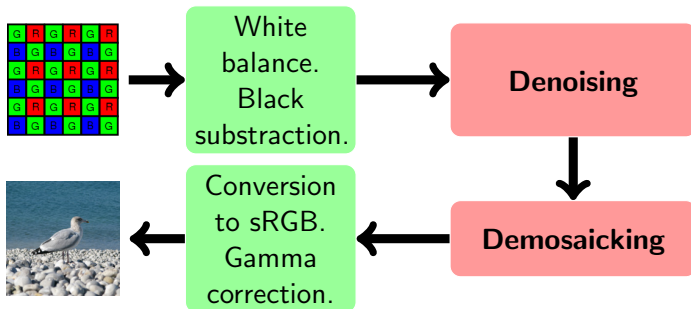 G R G R G R
B G B G B G
G R G R G R
B G B G B G
G R G R G R
B G B G B G
White
balance.
Black
substraction.
Denoising
Demosaicking
Conversion
to sRGB.
Gamma
correction.